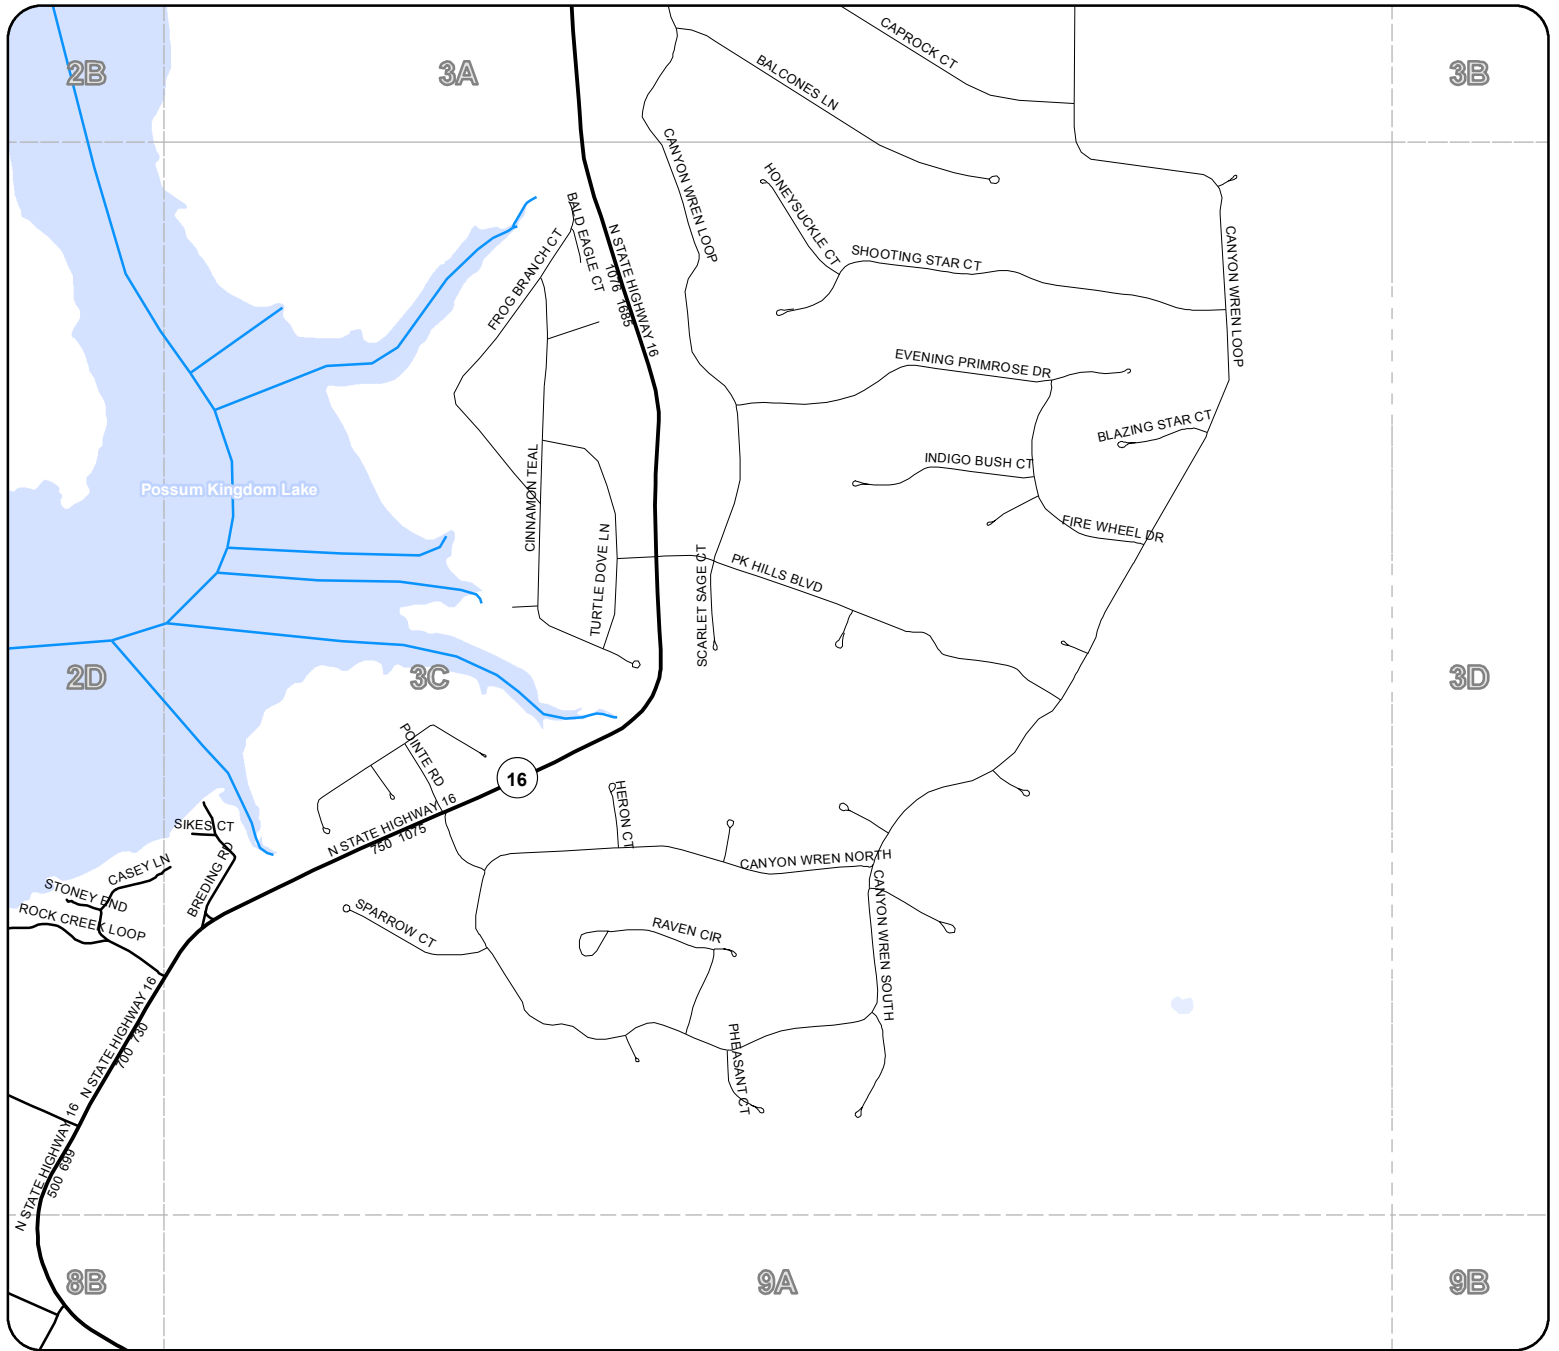 2B
3A
3B
CAPROCK CT
BALCONES LN
CANYON WREN LOOP
HONEYSUCKLE CT
BALD EAGLE CT
FROG BRANCH CT
N STATE HIGHWAY 16
1076 1685
SHOOTING STAR CT
CANYON WREN LOOP
EVENING PRIMROSE DR
BLAZING STAR CT
INDIGO BUSH CT
CINNAMON TEAL
Possum Kingdom Lake
FIRE WHEEL DR
TURTLE DOVE LN
SCARLET SAGE CT
PK HILLS BLVD
2D
3C
3D
POINTE RD
16
N STATE HIGHWAY 16
750 1075
HERON CT
SIKES CT
CANYON WREN NORTH
CASEY LN
BREDING RD
STONEY END
ROCK CREEK LOOP
SPARROW CT
RAVEN CIR
CANYON WREN SOUTH
N STATE HIGHWAY 16
700 730
PHEASANT CT
N STATE HIGHWAY 16
500 699
8B
9A
9B